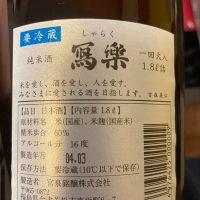 要冷蔵
しゃらく
純米酒
寫樂
一回火入
1.8ℓ詰
米を愛し、酒を愛し、人を愛す。
みなさまに愛される酒を目指します。
【品目】日本酒【内容量】1.8ℓ
原材料名/米(国産)、米麹(国産米)
精米歩合/60%
アルコール分/16度
製造年月 04.03
保存方法/要冷蔵(10℃以下で保存)
製造者/宮泉銘醸株式会社
〒965-0872